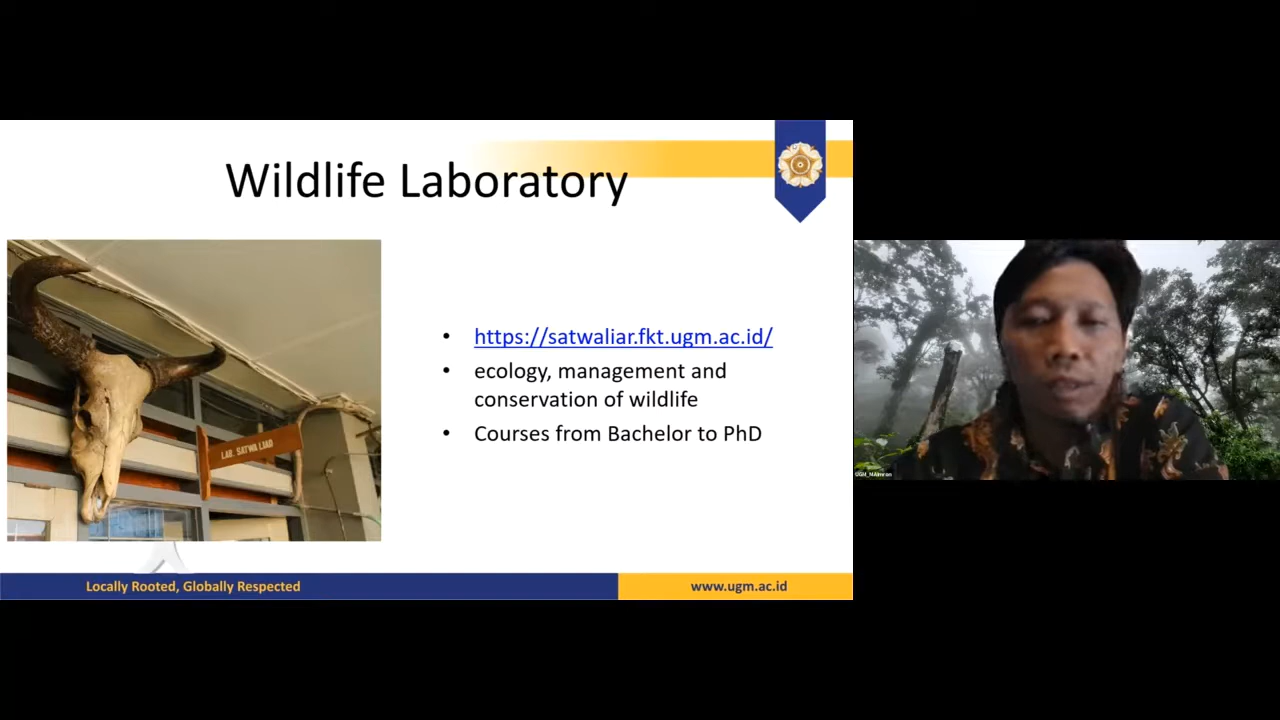 Wildlife Laboratory
LAB. SATWA LIAR
• https://satwaliar.fkt.ugm.ac.id/
• ecology, management and
conservation of wildlife
• Courses from Bachelor to PhD
Locally Rooted, Globally Respected
www.ugm.ac.id